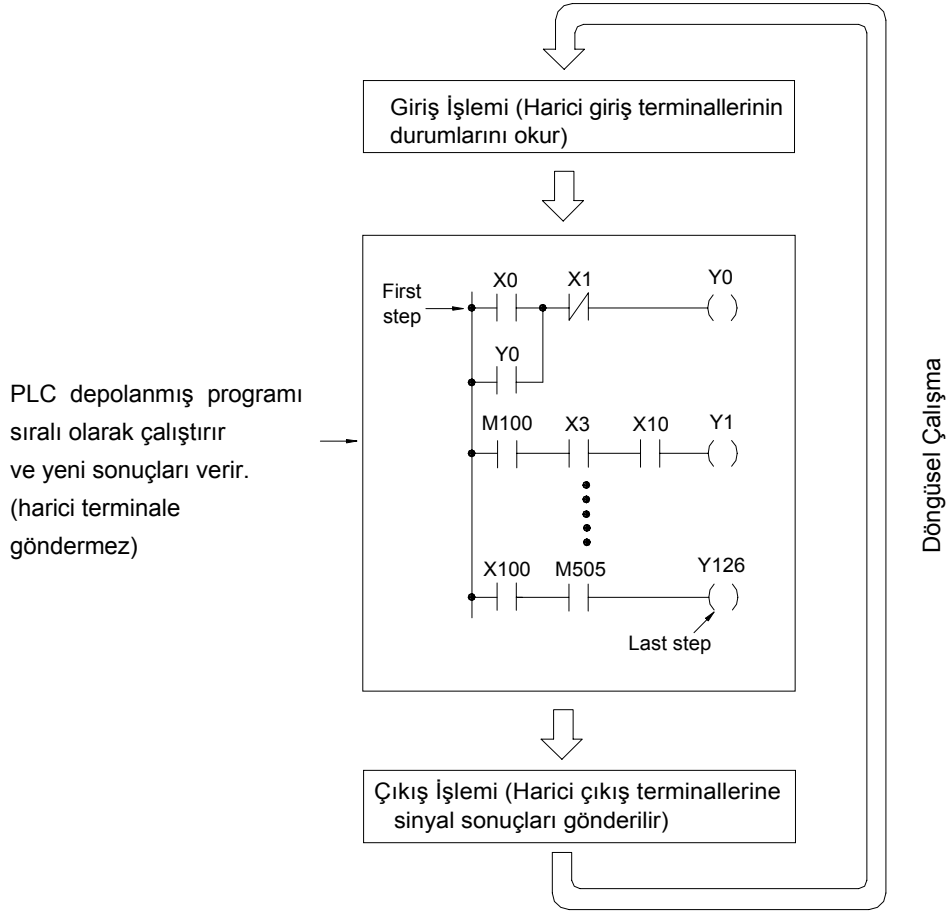 Giriş İşlemi (Harici giriş terminallerinin
durumlarını okur)
First
step
X0
X1
Y0
Y0
M100
X3
X10
Y1
X100
M505
Y126
Last step
PLC depolanmış programı
sıralı olarak çalıştırır
ve yeni sonuçları verir.
(harici terminale
göndermez)
Çıkış İşlemi (Harici çıkış terminallerine
sinyal sonuçları gönderilir)
Döngüsel Çalışma